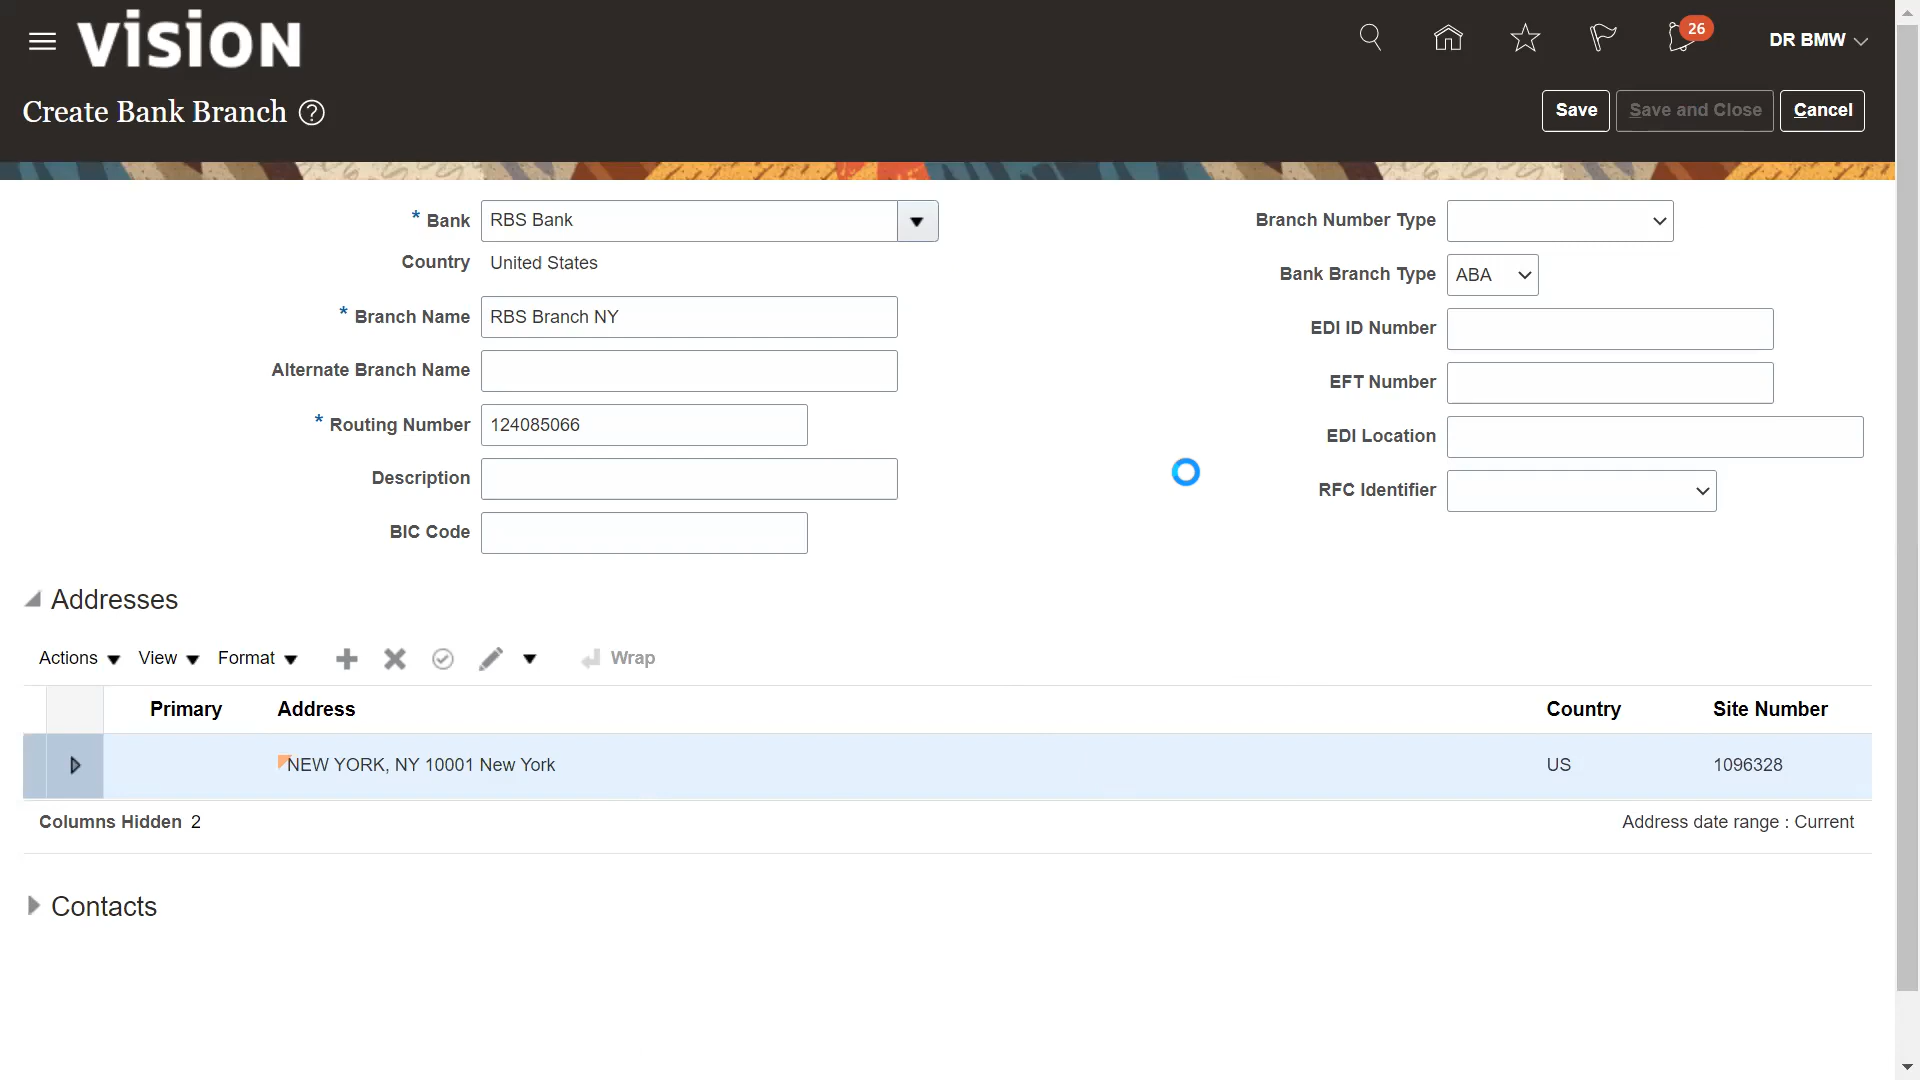 VISION
26
DR BMW
Create Bank Branch ?
Save
Save and Close
Cancel
* Bank RBS Bank
Country United States
* Branch Name RBS Branch NY
Alternate Branch Name
* Routing Number 124085066
Description
BIC Code
Branch Number Type
Bank Branch Type ABA
EDI ID Number
EFT Number
EDI Location
RFC Identifier
Addresses
Actions View Format Wrap
Primary Address Country Site Number
NEW YORK, NY 10001 New York US 1096328
Columns Hidden 2 Address date range : Current
Contacts